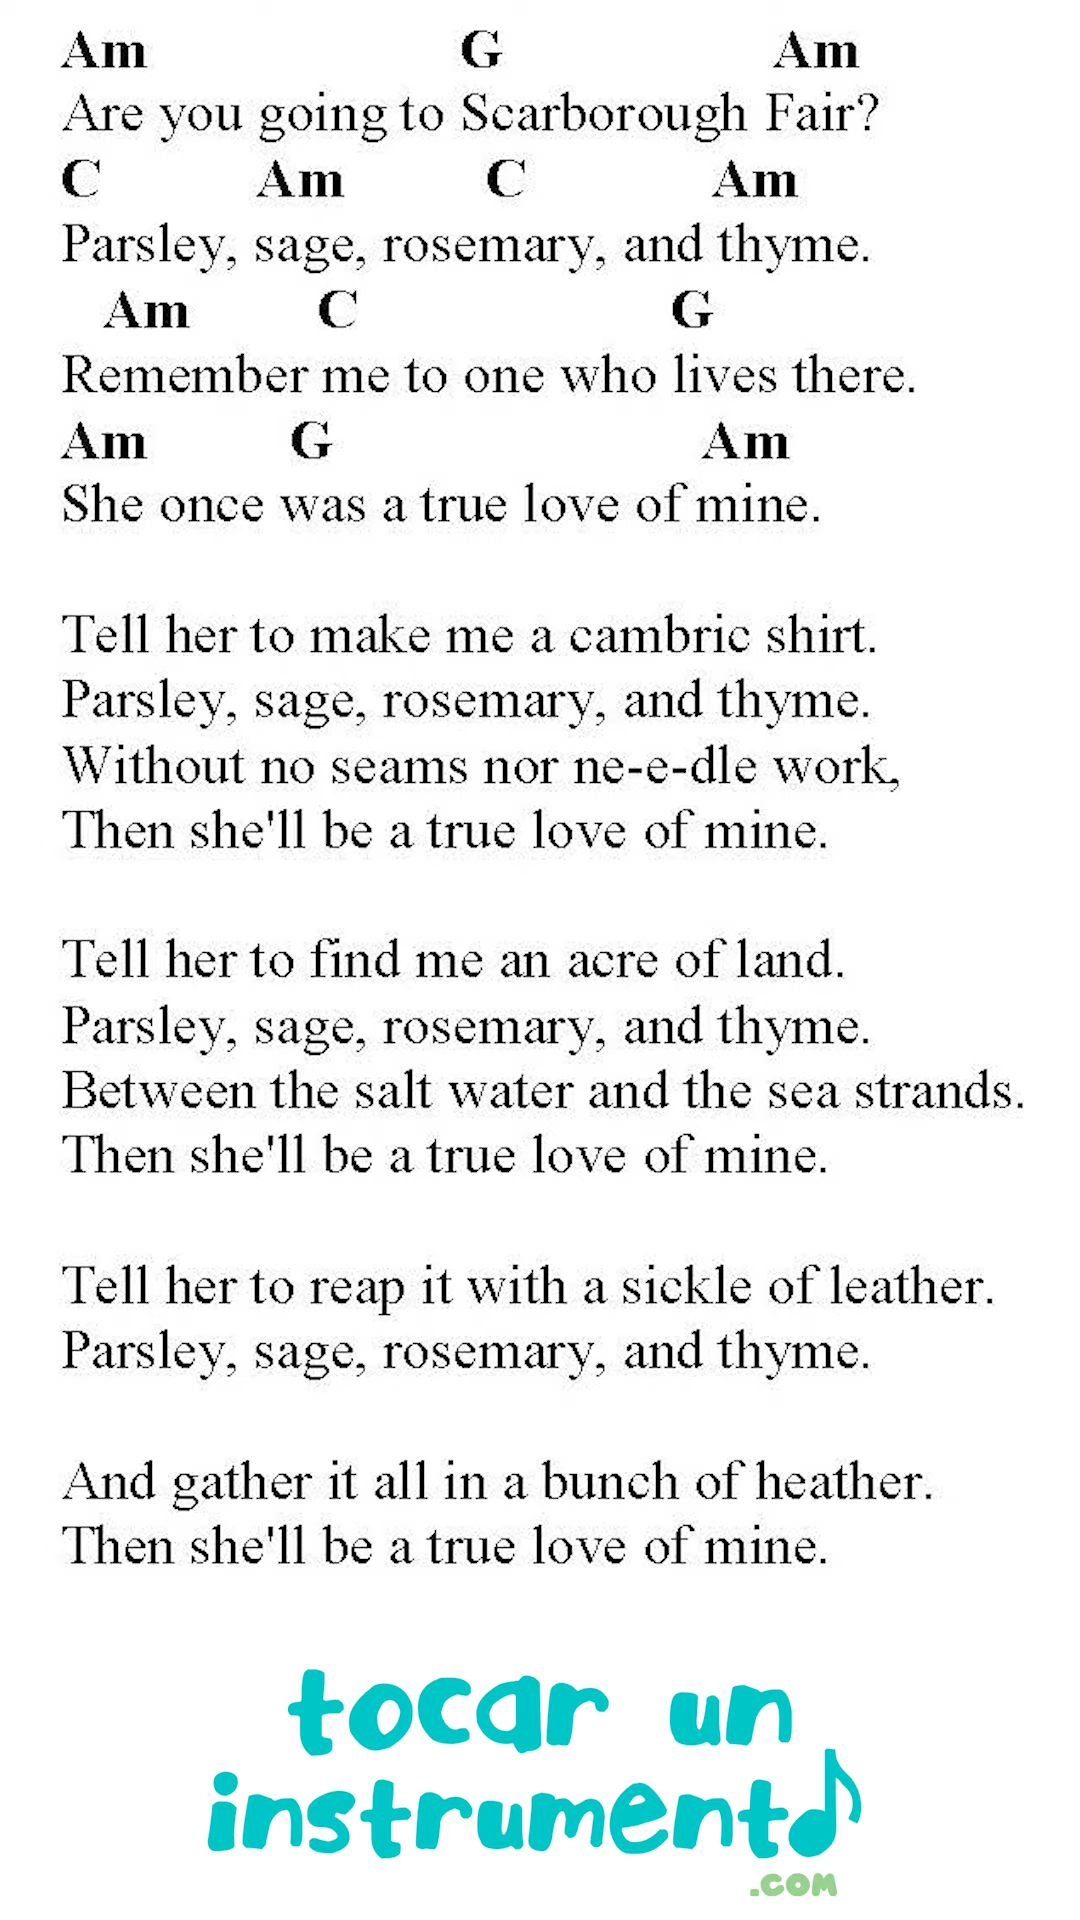 Am G Am
Are you going to Scarborough Fair?
C Am C Am
Parsley, sage, rosemary, and thyme.
Am C G
Remember me to one who lives there.
Am G Am
She once was a true love of mine.
Tell her to make me a cambric shirt.
Parsley, sage, rosemary, and thyme.
Without no seams nor ne-e-dle work,
Then she'll be a true love of mine.
Tell her to find me an acre of land.
Parsley, sage, rosemary, and thyme.
Between the salt water and the sea strands.
Then she'll be a true love of mine.
Tell her to reap it with a sickle of leather.
Parsley, sage, rosemary, and thyme.
And gather it all in a bunch of heather.
Then she'll be a true love of mine.
tocar un
instrumento
.COM